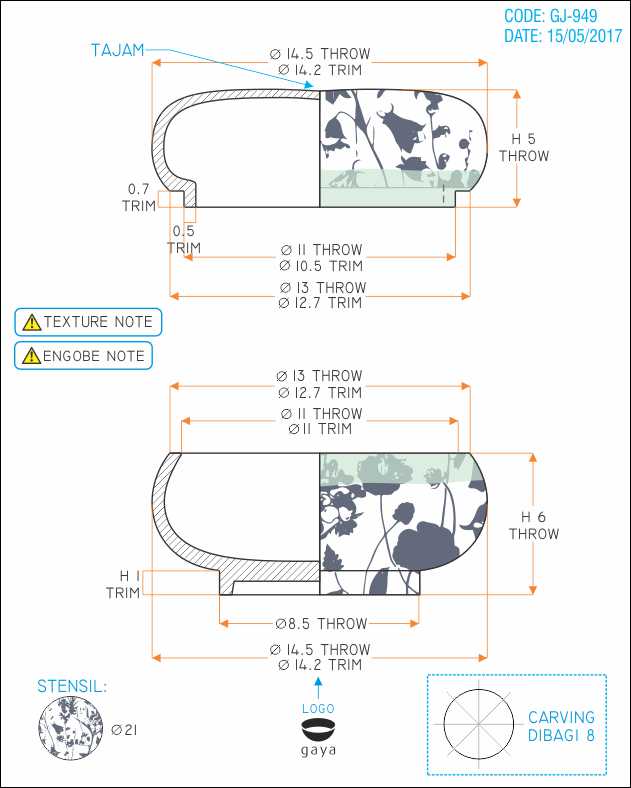 CODE: GJ-949
DATE: 15/05/2017
TAJAM
Ø 14.5 THROW
Ø 14.2 TRIM
H 5
THROW
0.7
TRIM
0.5
TRIM
Ø 11 THROW
Ø 10.5 TRIM
Ø 13 THROW
Ø 12.7 TRIM
TEXTURE NOTE
ENGOBE NOTE
Ø 13 THROW
Ø 12.7 TRIM
Ø 11 THROW
Ø 11 TRIM
H 6
THROW
H 1
TRIM
Ø8.5 THROW
Ø 14.5 THROW
Ø 14.2 TRIM
STENSIL:
Ø21
LOGO
gaya
CARVING
DIBAGI 8